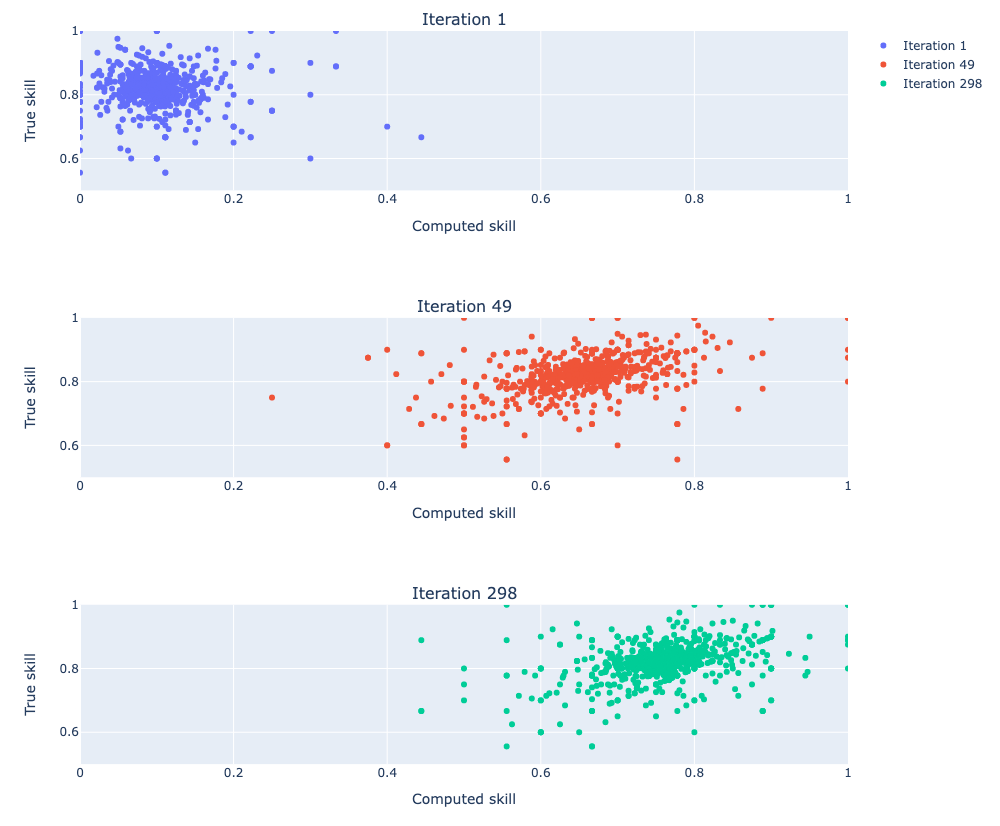 Iteration 1
1
0.8
0.6
True skill
0 0.2 0.4 0.6 0.8 1
Computed skill
Iteration 1
Iteration 49
Iteration 298
Iteration 49
1
0.8
0.6
True skill
0 0.2 0.4 0.6 0.8 1
Computed skill
Iteration 298
1
0.8
0.6
True skill
0 0.2 0.4 0.6 0.8 1
Computed skill